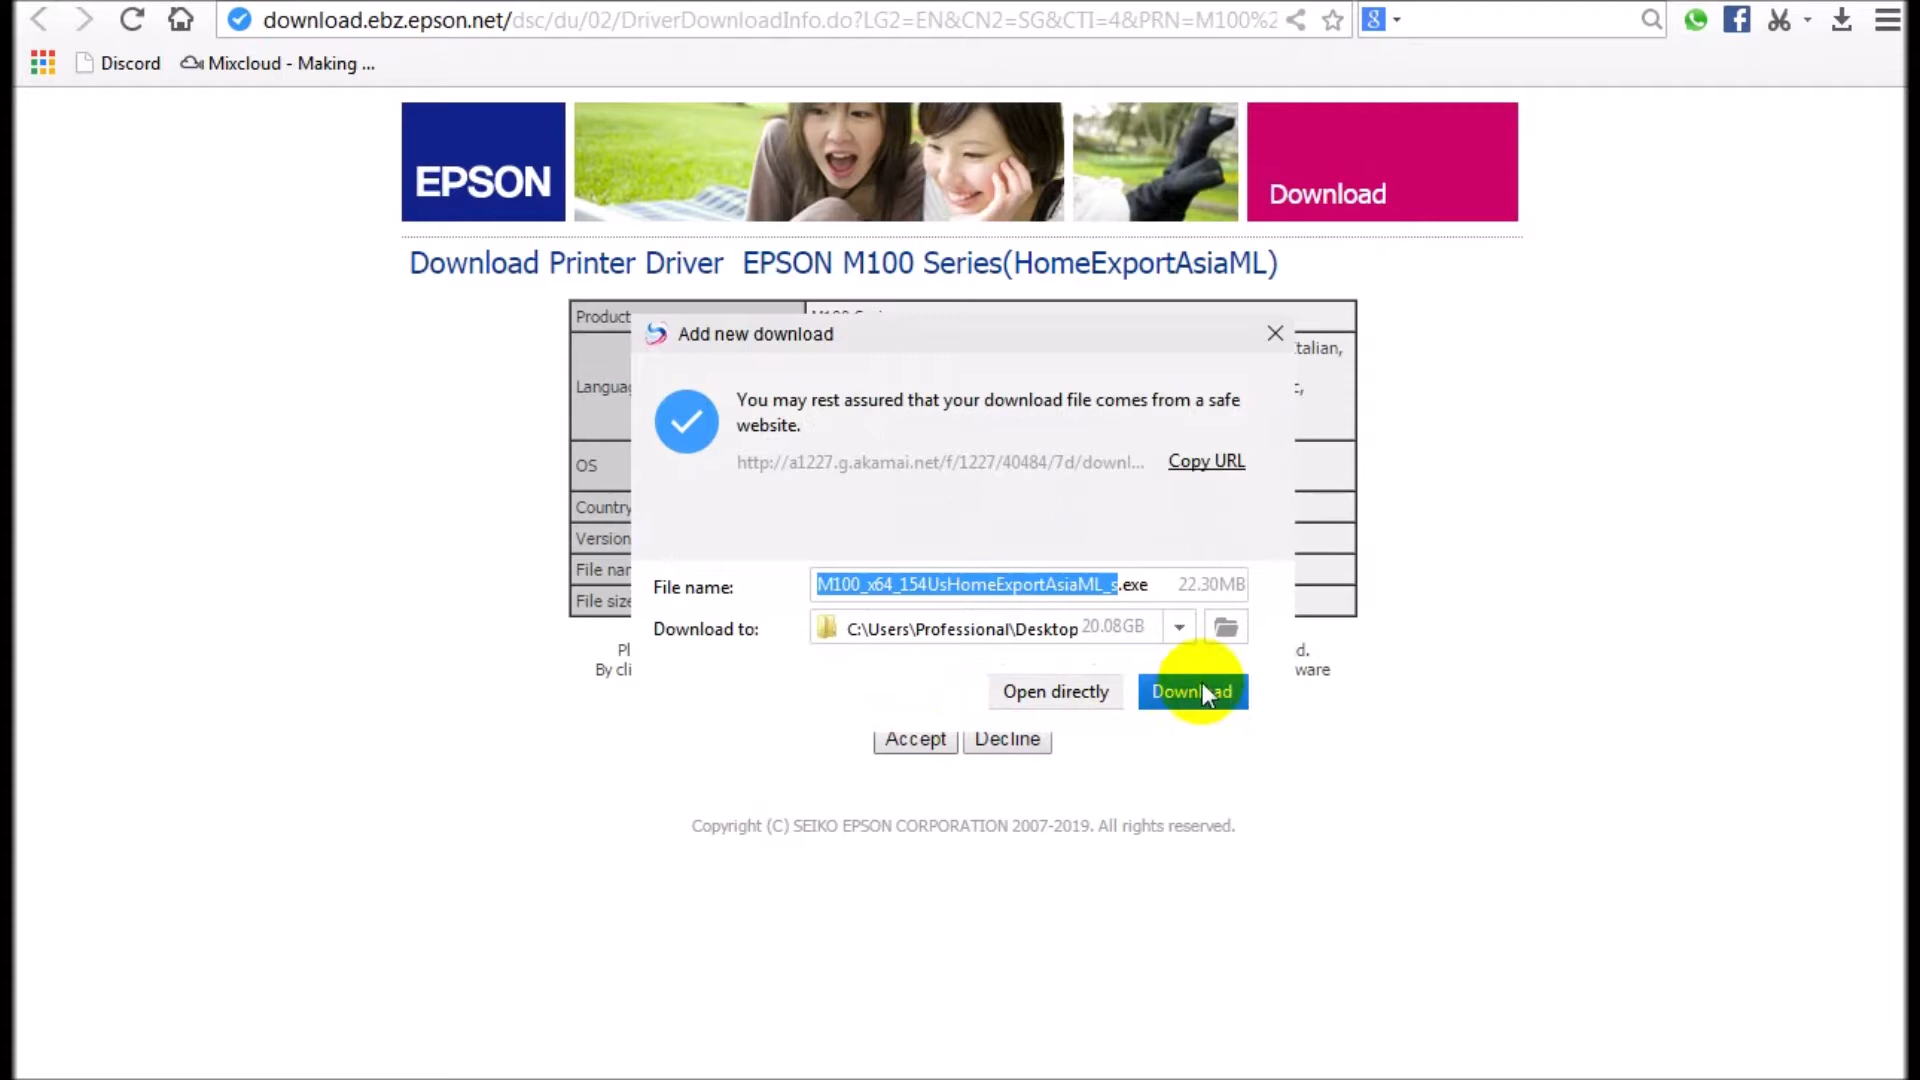 download.ebz.epson.net/dsc/du/02/DriverDownloadInfo.do?LG2=EN&CN2=SG&CTI=4&PRN=M100%2
Discord
Mixcloud - Making ...
EPSON
Download
Download Printer Driver EPSON M100 Series(HomeExportAsiaML)
Product
Add new download
Italian,
You may rest assured that your download file comes from a safe
website.
http://a1227.g.akamai.net/f/1227/40484/7d/downl...
Copy URL
OS
Country
Version
File name:
M100_x64_154UsHomeExportAsiaML_s.exe
22.30MB
File size
Download to:
C:\Users\Professional\Desktop
20.08GB
Pl
d.
By cli
ware
Open directly
Download
Accept
Decline
Copyright (C) SEIKO EPSON CORPORATION 2007-2019. All rights reserved.